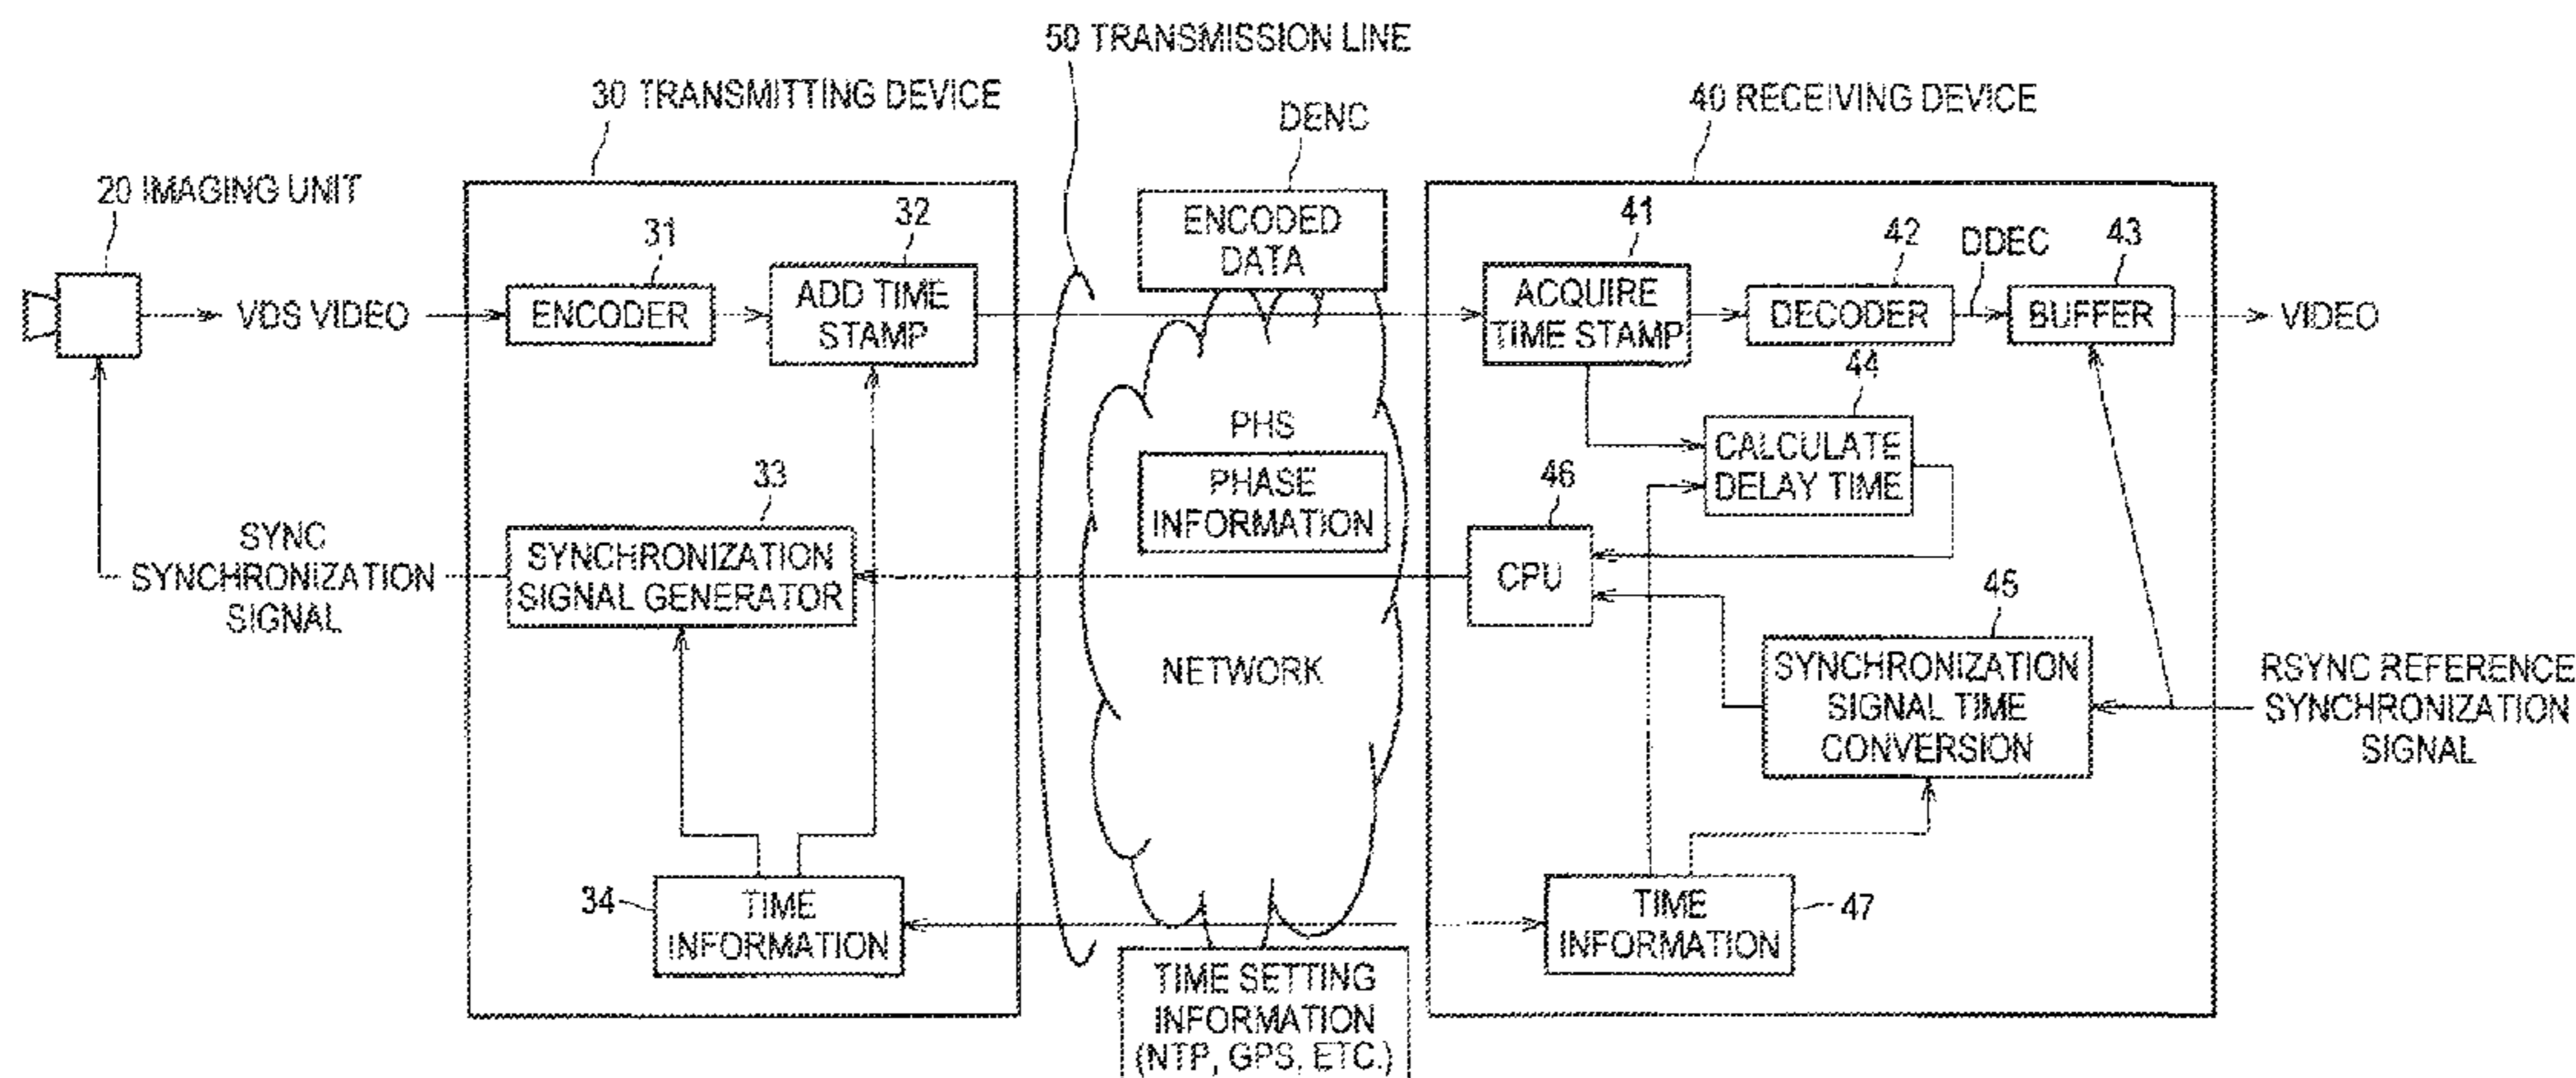 50 TRANSMISSION LINE
30 TRANSMITTING DEVICE
40 RECEIVING DEVICE
DENC
20 IMAGING UNIT
31
32
ENCODED
DATA
41
42
DDEC
43
VDS VIDEO
ENCODER
ADD TIME
STAMP
ACQUIRE
TIME STAMP
DECODER
BUFFER
VIDEO
44
PHS
CALCULATE
DELAY TIME
33
46
PHASE
INFORMATION
SYNC
SYNCHRONIZATION
SIGNAL
SYNCHRONIZATION
SIGNAL GENERATOR
CPU
45
NETWORK
SYNCHRONIZATION
SIGNAL TIME
CONVERSION
RSYNC REFERENCE
SYNCHRONIZATION
SIGNAL
34
TIME
INFORMATION
TIME
INFORMATION
47
TIME SETTING
INFORMATION
(NTP, GPS, ETC.)